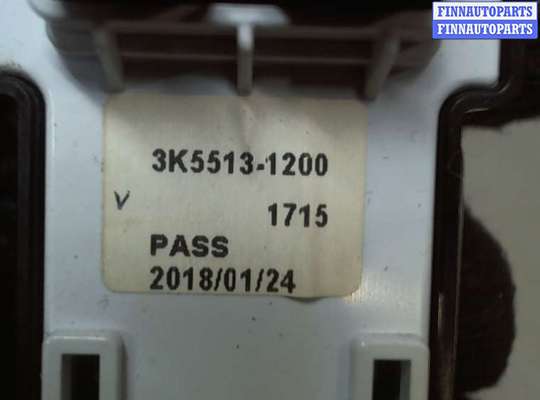 FINNAUTOPARTS
FINNAUTOPARTS
3K5513-1200
V 1715
PASS
2018/01/24